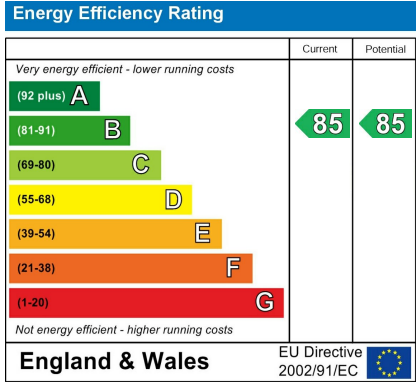 Energy Efficiency Rating
Current
Potential
Very energy efficient - lower running costs
(92 plus) A
(81-91) B
85
85
(69-80) C
(55-68) D
(39-54) E
(21-38) F
(1-20) G
Not energy efficient - higher running costs
England & Wales
EU Directive
2002/91/EC